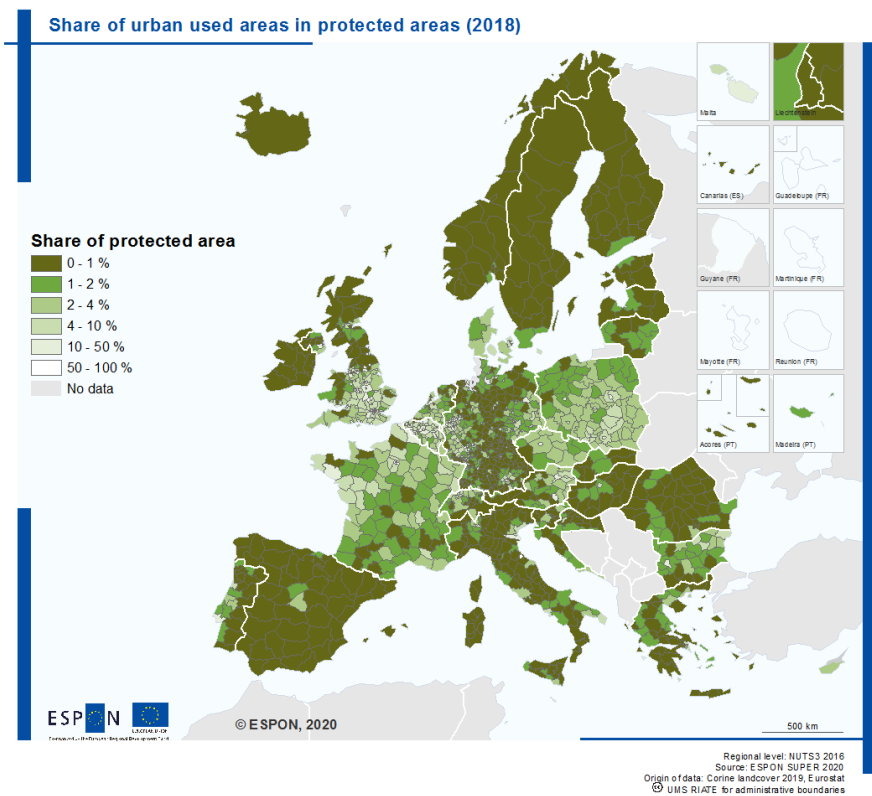 Share of urban used areas in protected areas (2018)
Share of protected area
0 - 1 %
1 - 2 %
2 - 4 %
4 - 10 %
10 - 50 %
50 - 100 %
No data
Malta
Liechtenstein
Canarias (ES)
Guadeloupe (FR)
Guyane (FR)
Martinique (FR)
Mayotte (FR)
Reunion (FR)
Acores (PT)
Madeira (PT)
ESPON
© ESPON, 2020
500 km
Regional level: NUTS3 2016
Source: ESPON SUPER 2020
Origin of data: Corine landcover 2019, Eurostat
UMS RIATE for administrative boundaries